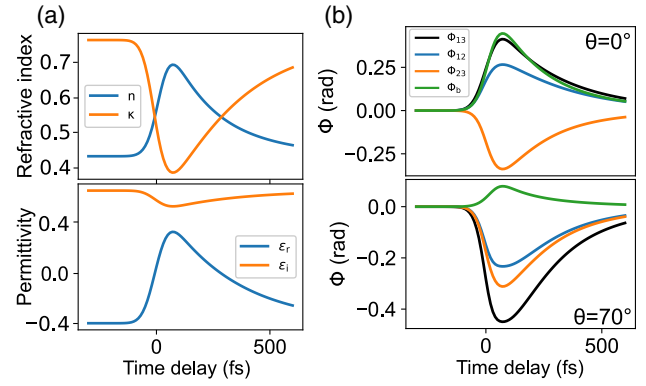 (a)
(b)
0.7
0.6
0.5
0.4
Refractive index
n
κ
0.4
0.0
−0.4
Permittivity
εr
εi
0
500
Time delay (fs)
0.25
0.00
−0.25
Φ (rad)
Φ13
Φ12
Φ23
Φb
θ=0°
0.0
−0.2
−0.4
Φ (rad)
θ=70°
0
500
Time delay (fs)